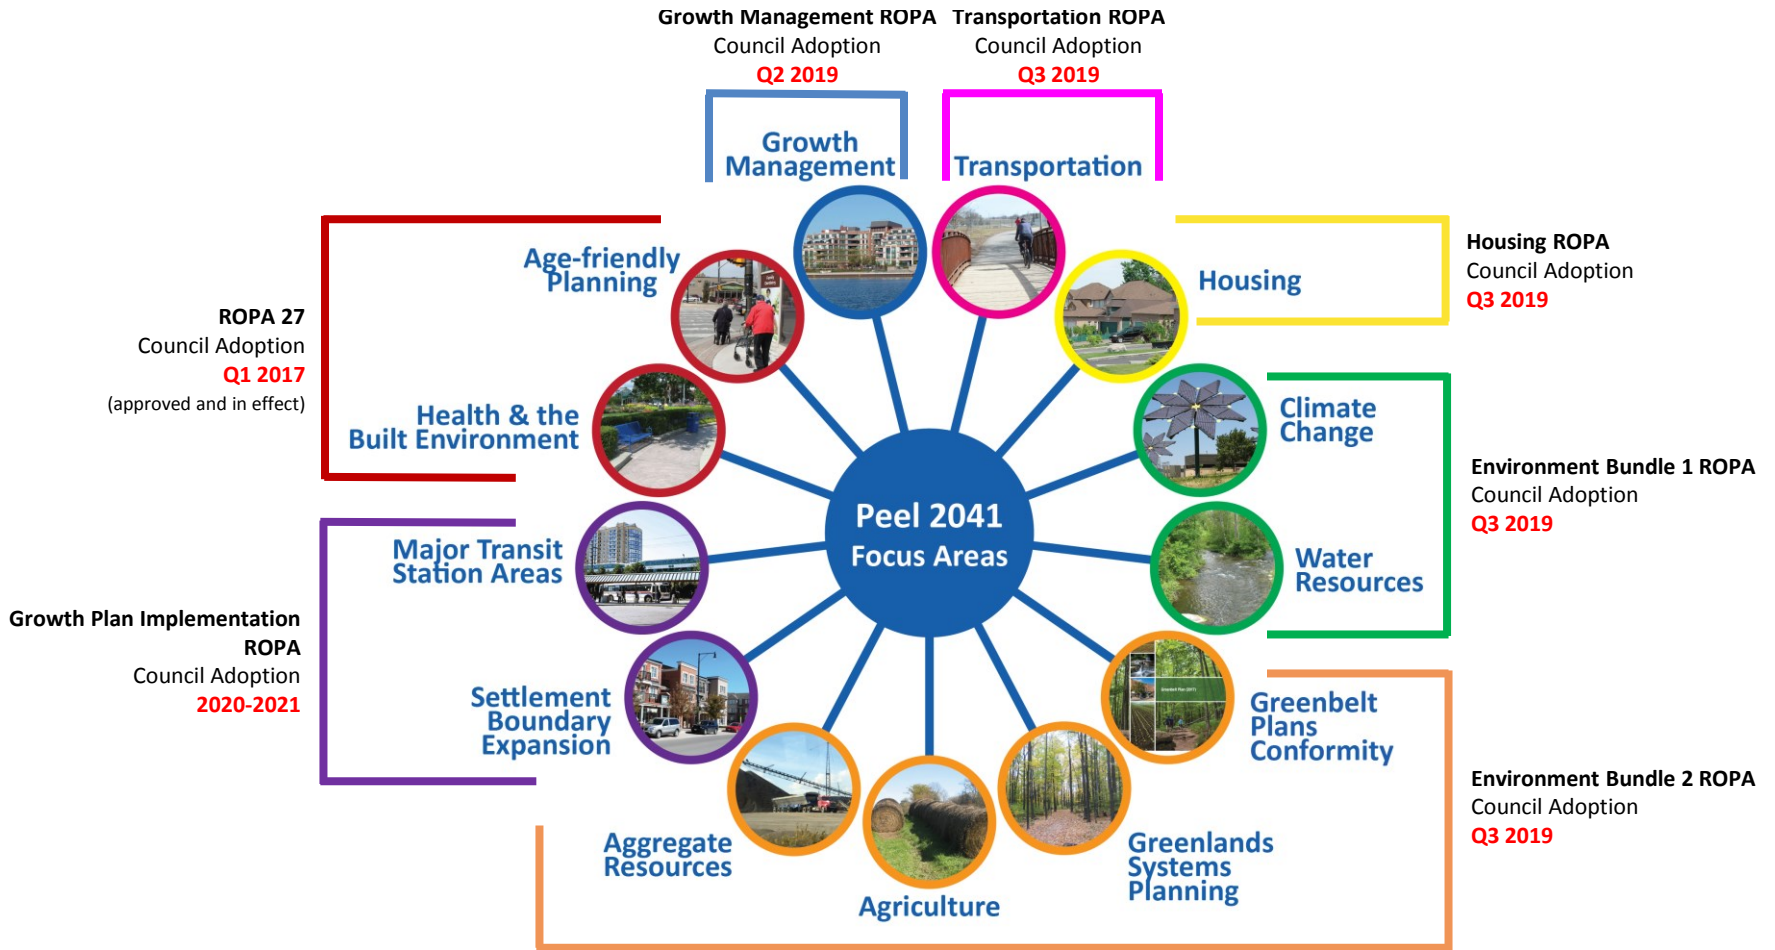 Growth Management ROPA
Council Adoption
Q2 2019
Transportation ROPA
Council Adoption
Q3 2019
Growth
Management
Transportation
Age-friendly
Planning
Housing
Housing ROPA
Council Adoption
Q3 2019
ROPA 27
Council Adoption
Q1 2017
(approved and in effect)
Health & the
Built Environment
Climate
Change
Environment Bundle 1 ROPA
Council Adoption
Q3 2019
Peel 2041
Focus Areas
Major Transit
Station Areas
Water
Resources
Growth Plan Implementation
ROPA
Council Adoption
2020-2021
Settlement
Boundary
Expansion
Greenbelt Plan (2017)
Greenbelt
Plans
Conformity
Environment Bundle 2 ROPA
Council Adoption
Q3 2019
Aggregate
Resources
Agriculture
Greenlands
Systems
Planning